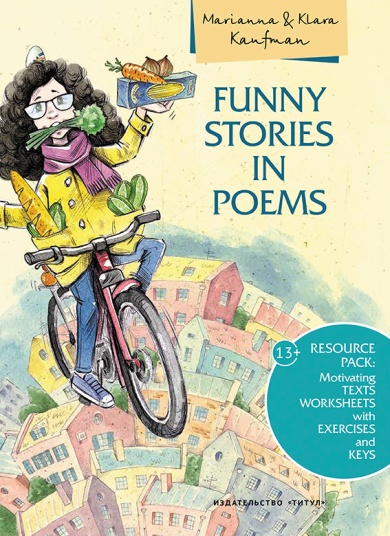 Marianna & Klara
Kaufman
FUNNY
STORIES
IN
POEMS
13+
RESOURCE
PACK:
Motivating
TEXTS
WORKSHEETS
with
EXERCISES
and
KEYS
ИЗДАТЕЛЬСТВО «ТИТУЛ»